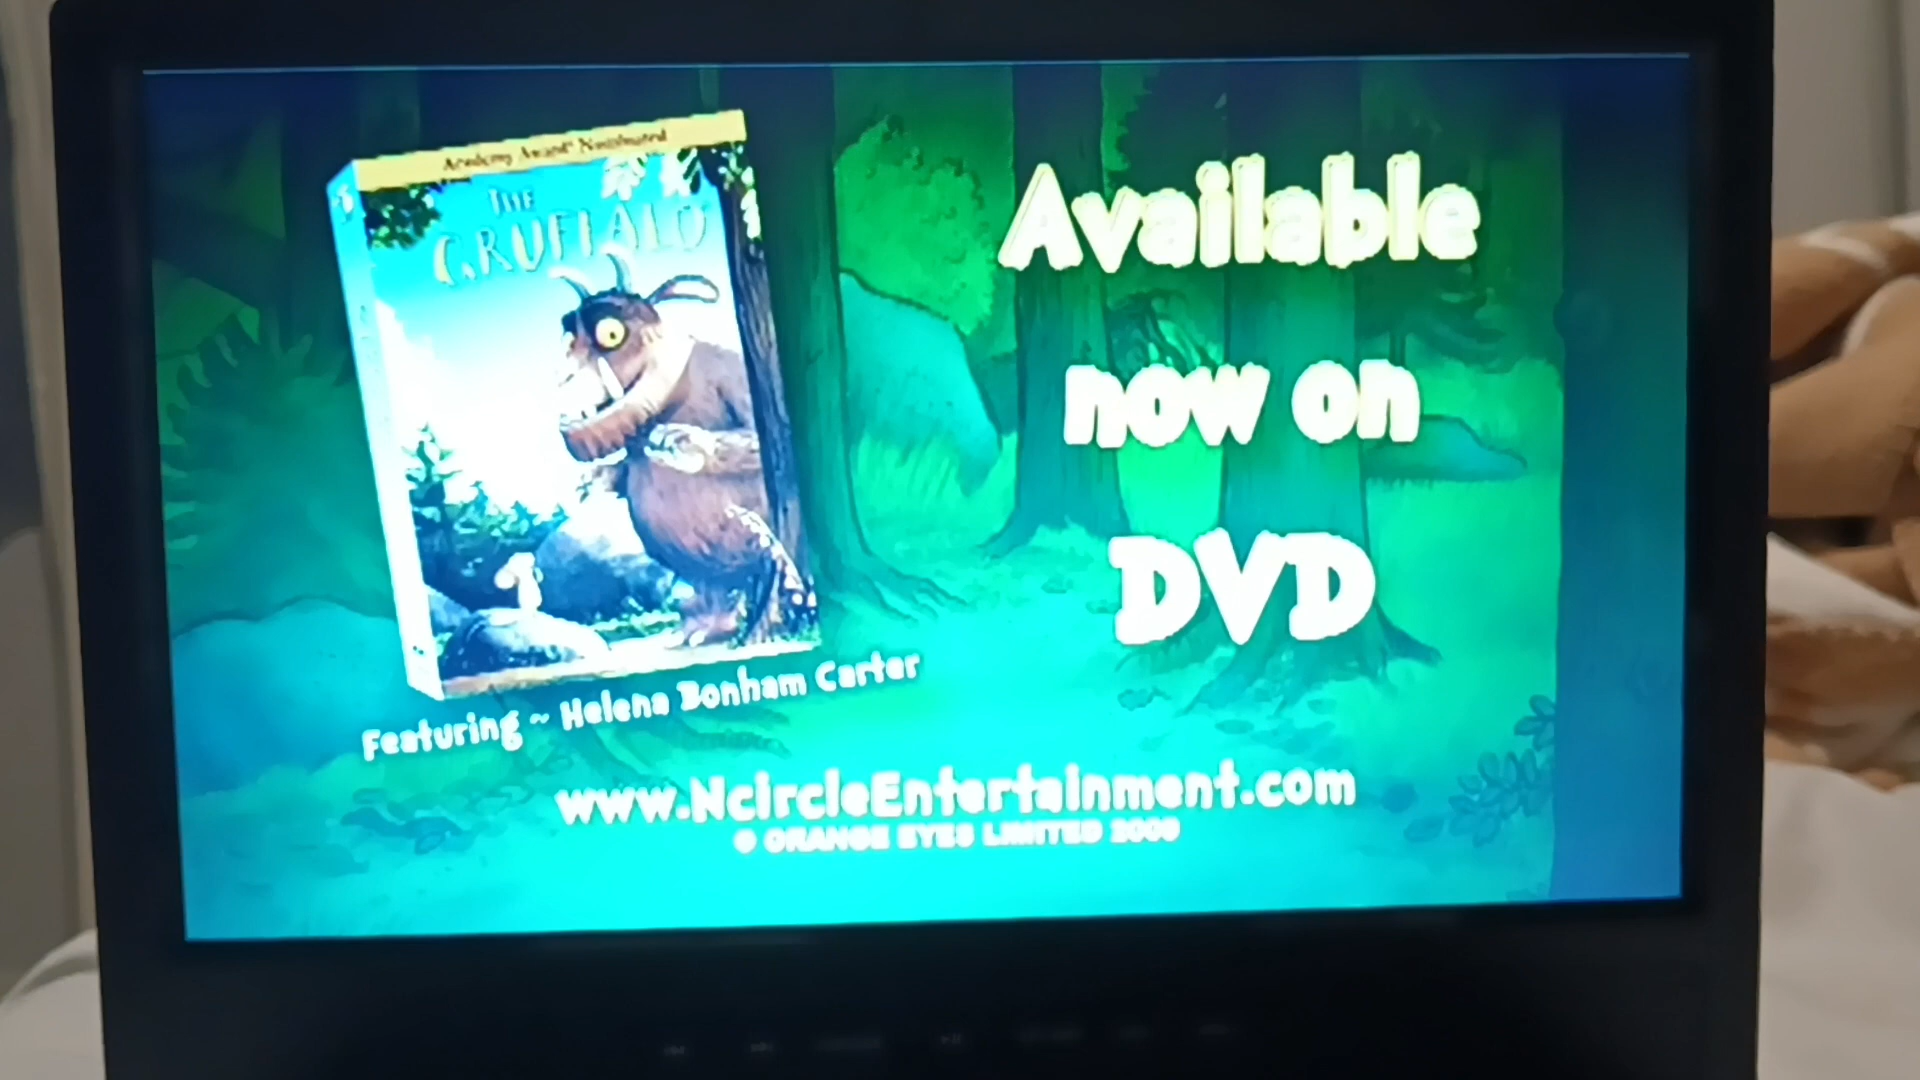 Academy Award® Nominated
THE
GRUFFALO
Available
now on
DVD
Featuring ~ Helena Bonham Carter
www.NcircleEntertainment.com
© ORANGE EYES LIMITED 2009